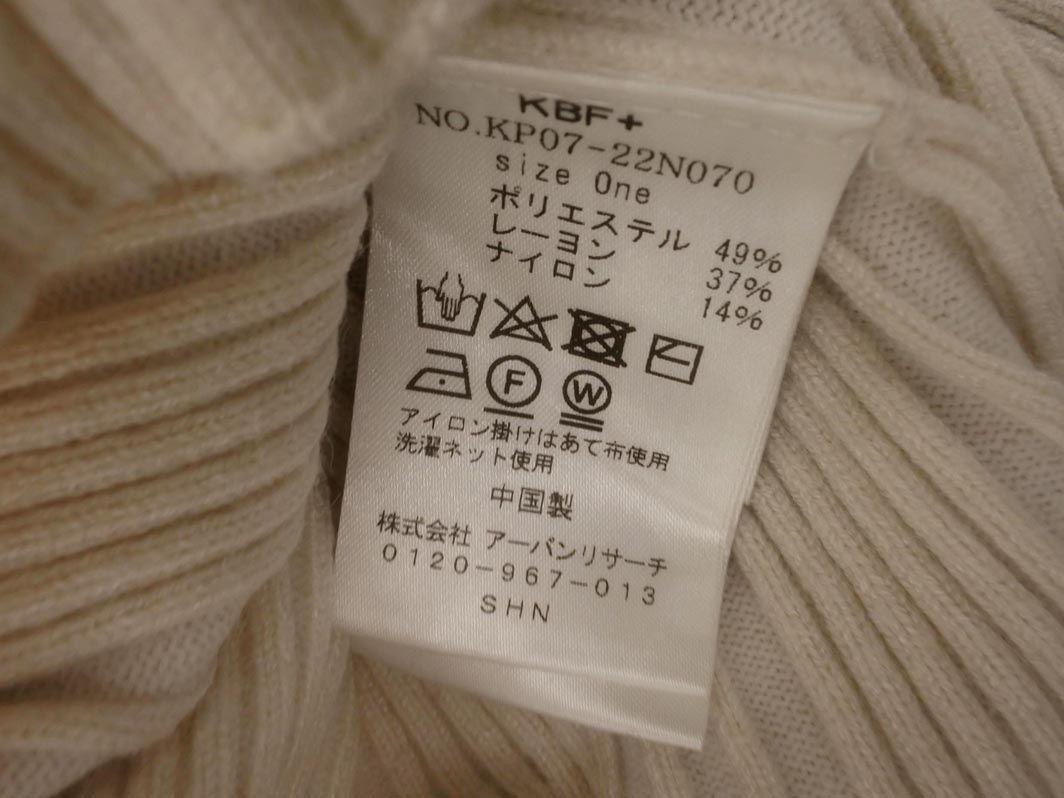 KBF+
NO.KP07-22N070
size One
ポリエステル 49%
レーヨン 37%
ナイロン 14%
F W
アイロン掛けはあて布使用
洗濯ネット使用
中国製
株式会社 アーバンリサーチ
0120-967-013
SHN